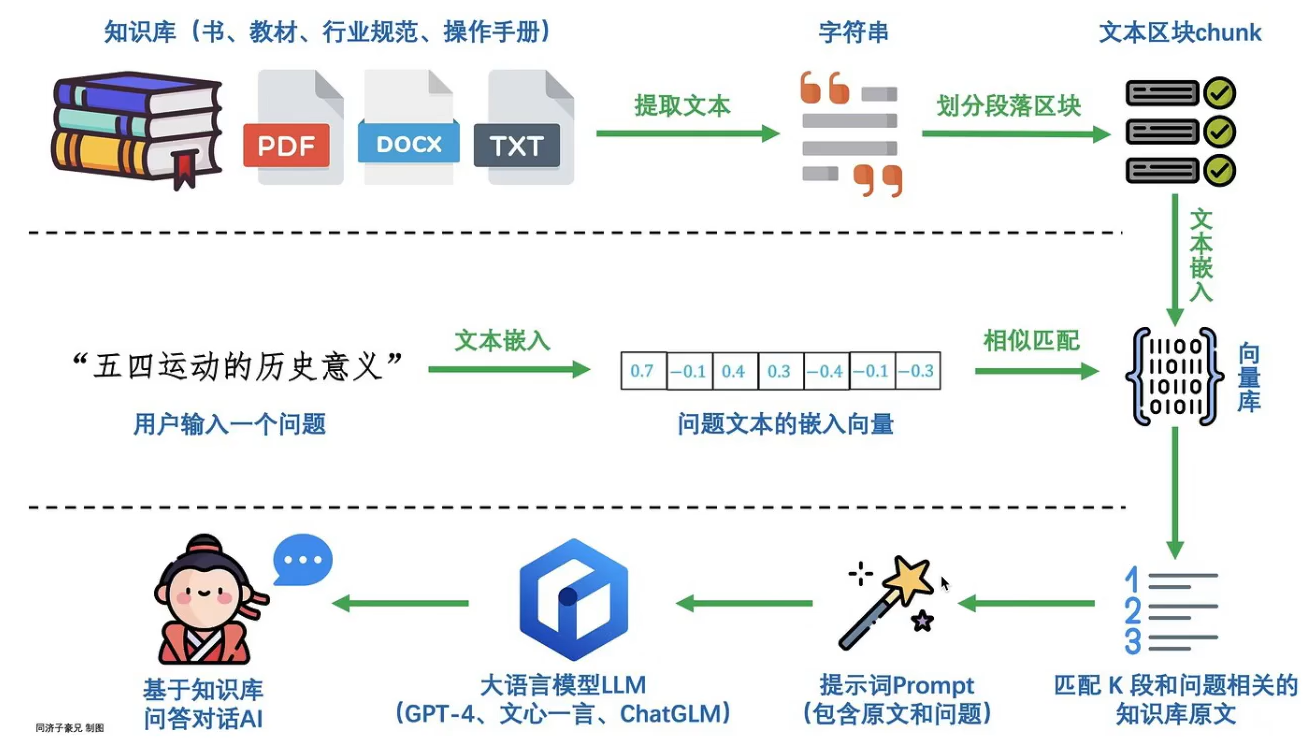 知识库（书、教材、行业规范、操作手册）
字符串
文本区块chunk
PDF
DOCX
TXT
提取文本
划分段落区块
文本嵌入
“五四运动的历史意义”
用户输入一个问题
文本嵌入
0.7 −0.1 0.4 0.3 −0.4 −0.1 −0.3
问题文本的嵌入向量
相似匹配
11100
11011
11010
01011
向量库
1
2
3
匹配 K 段和问题相关的
知识库原文
提示词Prompt
（包含原文和问题）
大语言模型LLM
（GPT-4、文心一言、ChatGLM）
基于知识库
问答对话AI
同济子豪兄 制图